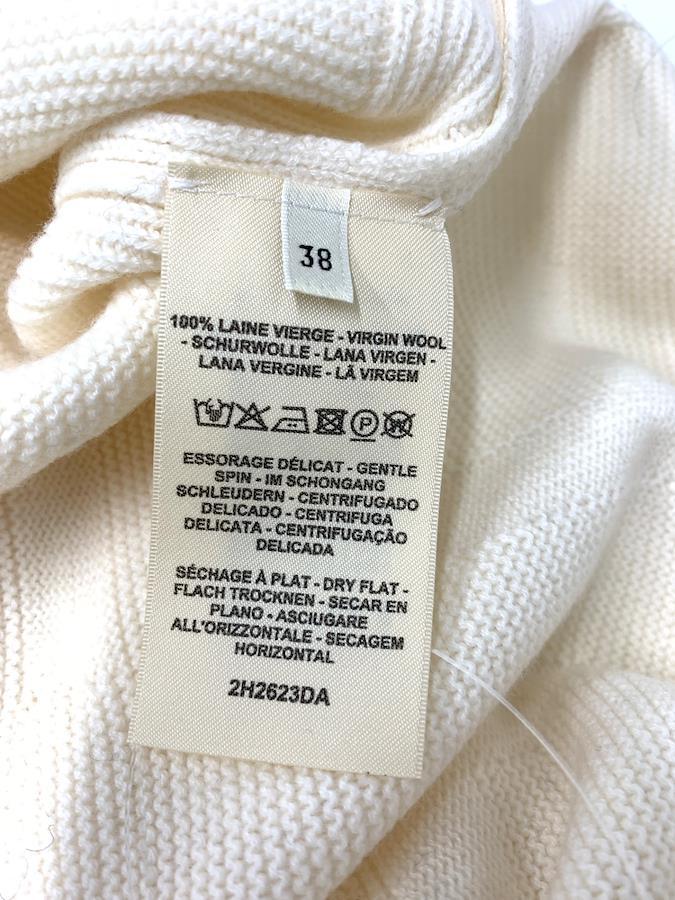 38
100% LAINE VIERGE - VIRGIN WOOL
- SCHURWOLLE - LANA VIRGEN -
LANA VERGINE - LÃ VIRGEM
P
W
ESSORAGE DÉLICAT - GENTLE
SPIN - IM SCHONGANG
SCHLEUDERN - CENTRIFUGADO
DELICADO - CENTRIFUGA
DELICATA - CENTRIFUGAÇÃO
DELICADA
SÉCHAGE À PLAT - DRY FLAT -
FLACH TROCKNEN - SECAR EN
PLANO - ASCIUGARE
ALL'ORIZZONTALE - SECAGEM
HORIZONTAL
2H2623DA